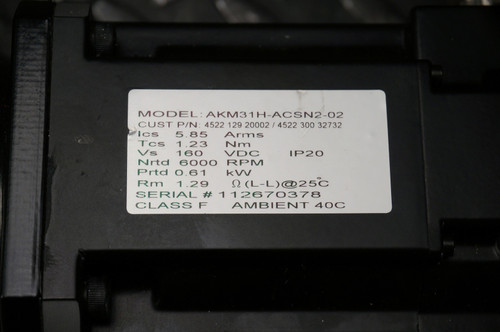 MODEL: AKM31H-ACSN2-02
CUST P/N: 4522 129 20002 / 4522 300 32732
Ics 5.85 Arms
Tcs 1.23 Nm
Vs 160 VDC IP20
Nrtd 6000 RPM
Prtd 0.61 kW
Rm 1.29 Ω(L-L)@25°C
SERIAL # 112670378
CLASS F AMBIENT 40C